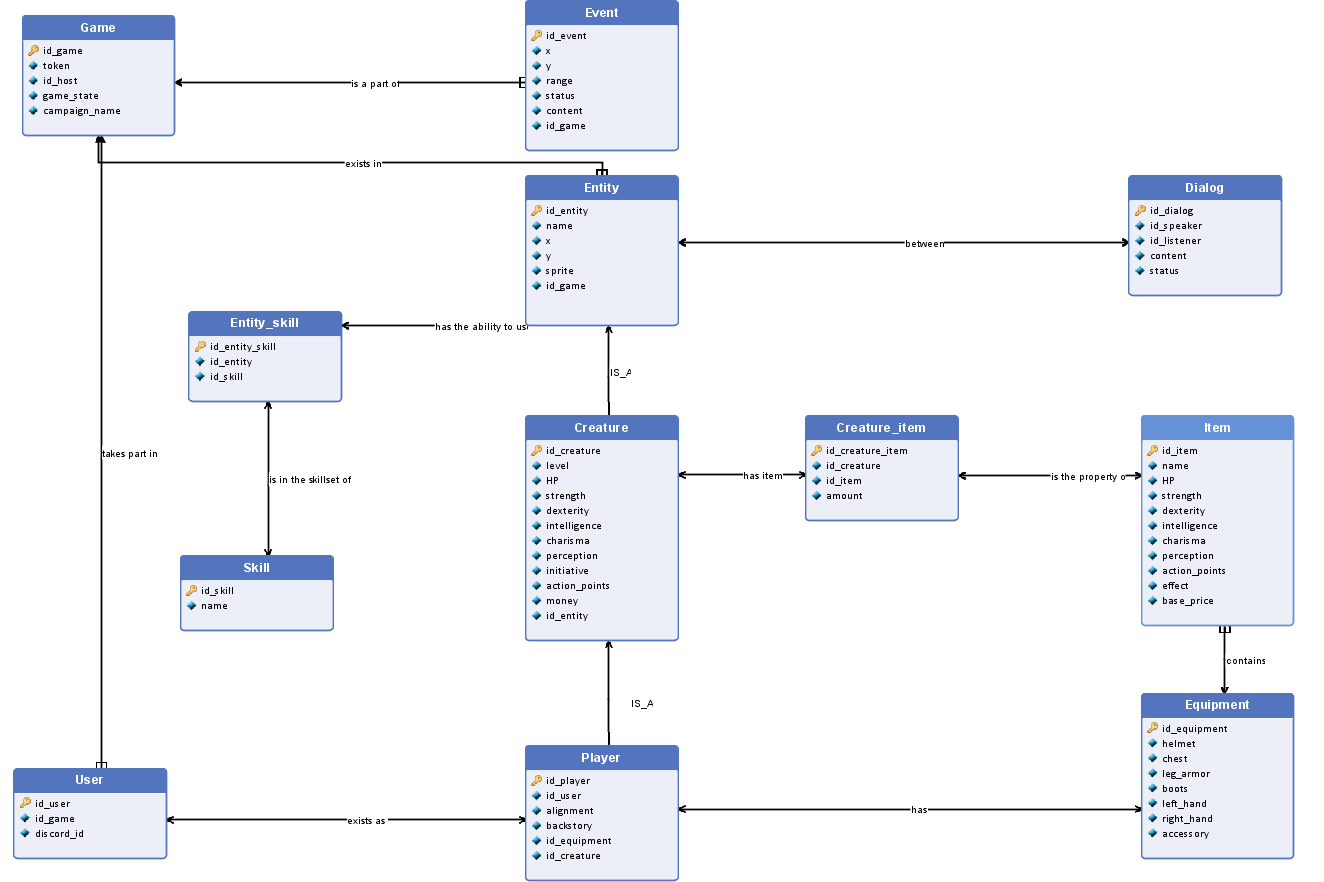 Game
id_game
token
id_host
game_state
campaign_name
is a part of
Event
id_event
x
y
range
status
content
id_game
exists in
Entity
id_entity
name
x
y
sprite
id_game
between
Dialog
id_dialog
id_speaker
id_listener
content
status
Entity_skill
id_entity_skill
id_entity
id_skill
has the ability to us
IS_A
takes part in
is in the skillset of
Skill
id_skill
name
Creature
id_creature
level
HP
strength
dexterity
intelligence
charisma
perception
initiative
action_points
money
id_entity
has item
Creature_item
id_creature_item
id_creature
id_item
amount
is the property o
Item
id_item
name
HP
strength
dexterity
intelligence
charisma
perception
action_points
effect
base_price
contains
IS_A
User
id_user
id_game
discord_id
exists as
Player
id_player
id_user
alignment
backstory
id_equipment
id_creature
has
Equipment
id_equipment
helmet
chest
leg_armor
boots
left_hand
right_hand
accessory